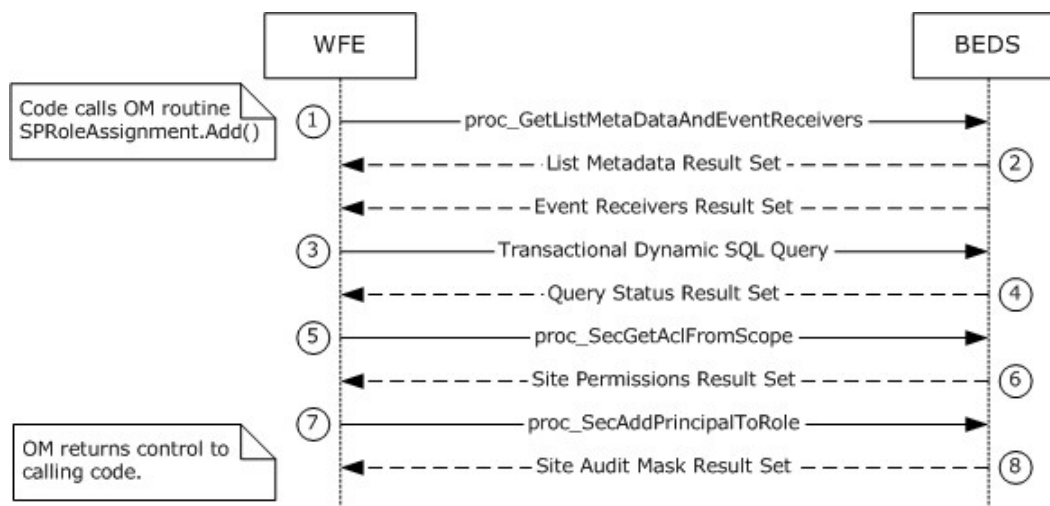 WFE
BEDS
Code calls OM routine
SPRoleAssignment.Add()
1
proc_GetListMetaDataAndEventReceivers
List Metadata Result Set
2
Event Receivers Result Set
3
Transactional Dynamic SQL Query
Query Status Result Set
4
5
proc_SecGetAclFromScope
Site Permissions Result Set
6
7
proc_SecAddPrincipalToRole
OM returns control to
calling code.
Site Audit Mask Result Set
8